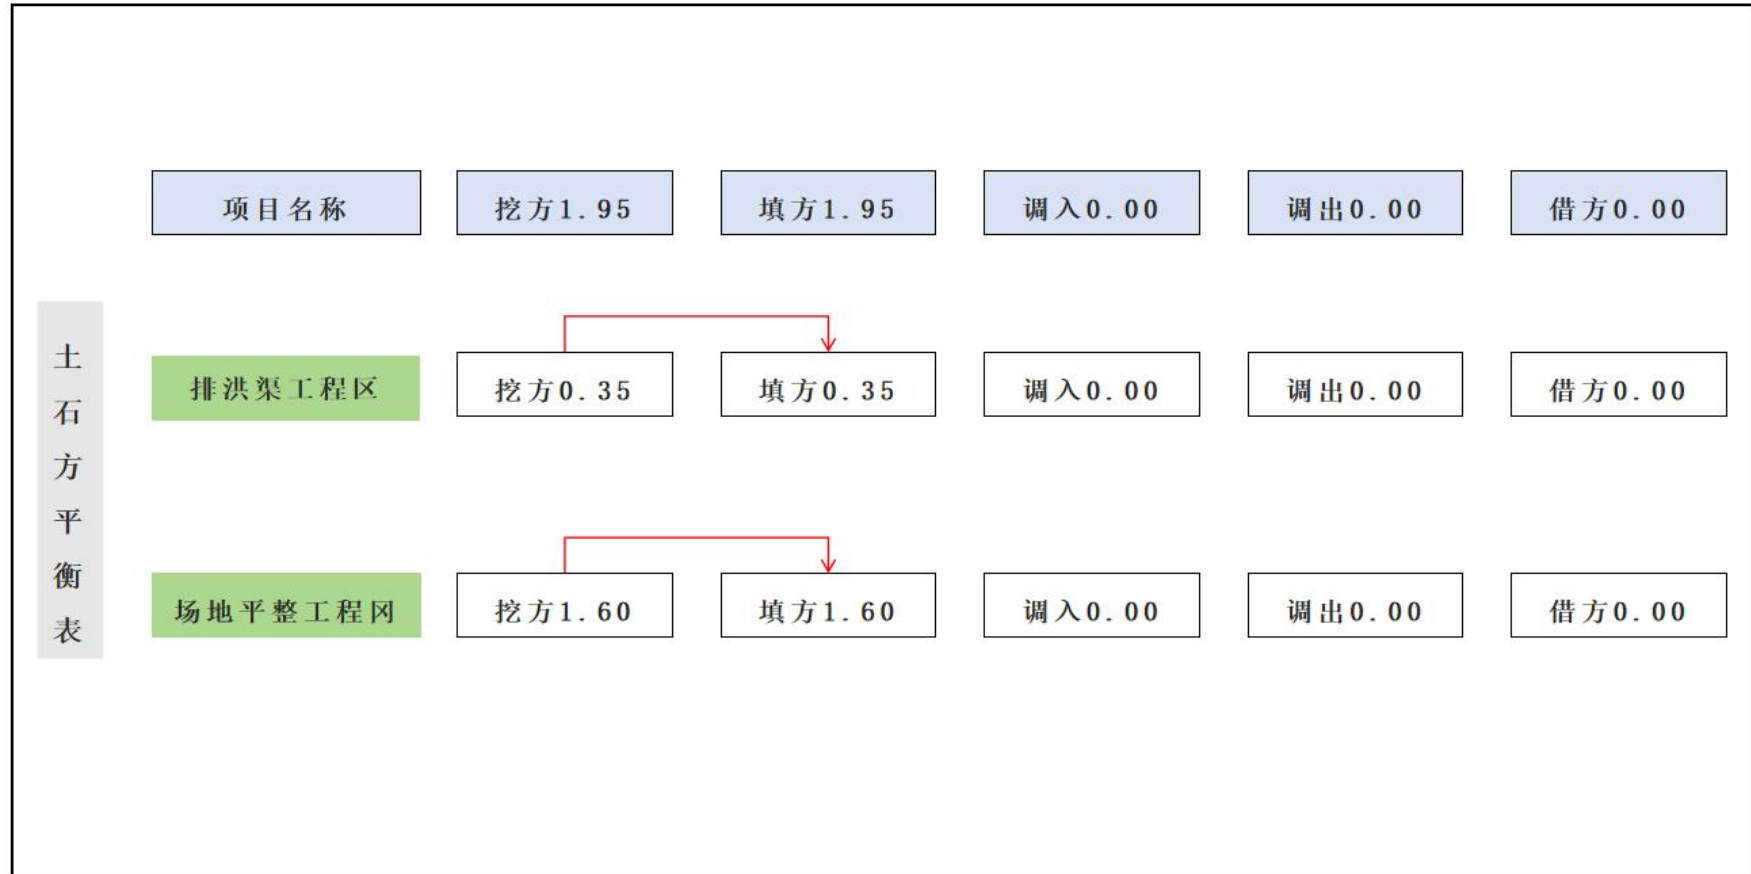 项目名称 挖方1.95 填方1.95 调入0.00 调出0.00 借方0.00
土石方平衡表
排洪渠工程区 挖方0.35 填方0.35 调入0.00 调出0.00 借方0.00
场地平整工程冈 挖方1.60 填方1.60 调入0.00 调出0.00 借方0.00